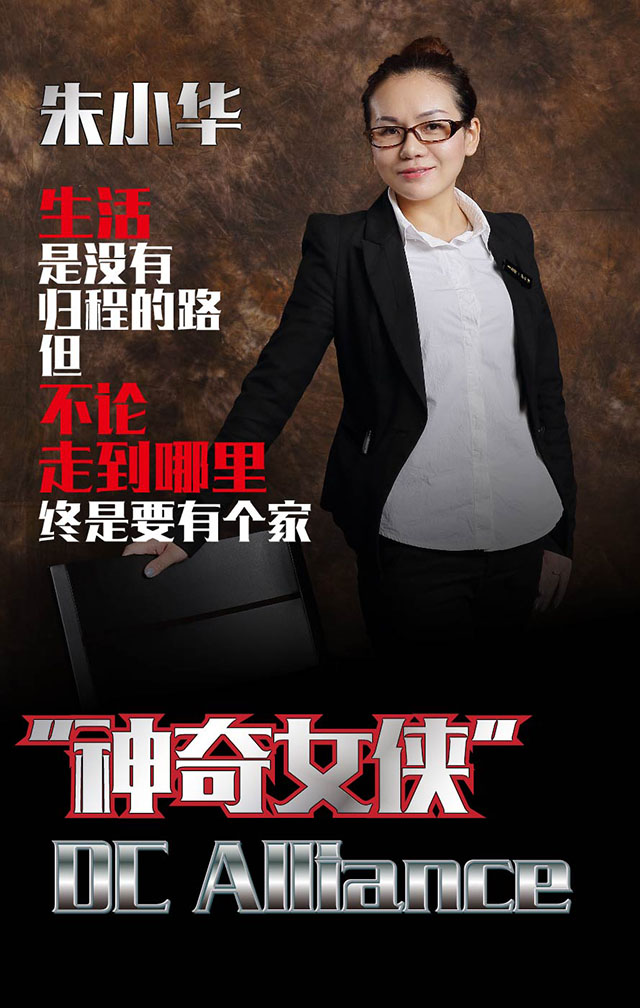 朱小华
生活
是没有
归程的路
但
不论
走到哪里
终是要有个家
"神奇女侠"
DC Alliance